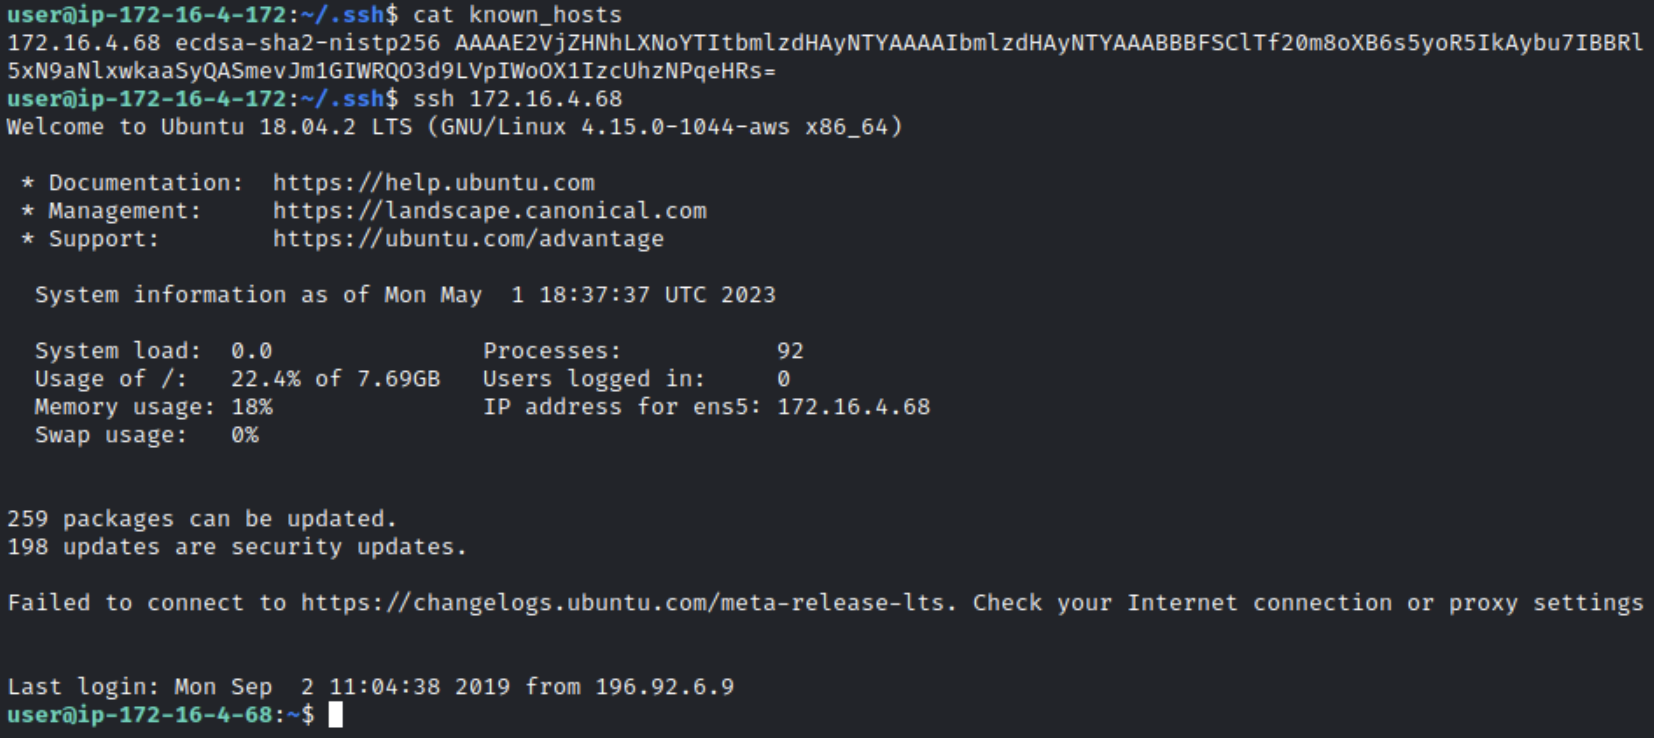 user@ip-172-16-4-172:~/.ssh$ cat known_hosts
172.16.4.68 ecdsa-sha2-nistp256 AAAAE2VjZHNhLXNoYTItbmlzdHAyNTYAAAAIbmlzdHAyNTYAAABBBFSClTf20m8oXB6s5yoR5IkAybu7IBBRl
5xN9aNlxwkaaSyQASmevJm1GIWRQO3d9LVpIWoOX1IzcUhzNPqeHRs=
user@ip-172-16-4-172:~/.ssh$ ssh 172.16.4.68
Welcome to Ubuntu 18.04.2 LTS (GNU/Linux 4.15.0-1044-aws x86_64)
* Documentation: https://help.ubuntu.com
* Management: https://landscape.canonical.com
* Support: https://ubuntu.com/advantage
System information as of Mon May 1 18:37:37 UTC 2023
System load: 0.0 Processes: 92
Usage of /: 22.4% of 7.69GB Users logged in: 0
Memory usage: 18% IP address for ens5: 172.16.4.68
Swap usage: 0%
259 packages can be updated.
198 updates are security updates.
Failed to connect to https://changelogs.ubuntu.com/meta-release-lts. Check your Internet connection or proxy settings
Last login: Mon Sep 2 11:04:38 2019 from 196.92.6.9
user@ip-172-16-4-68:~$